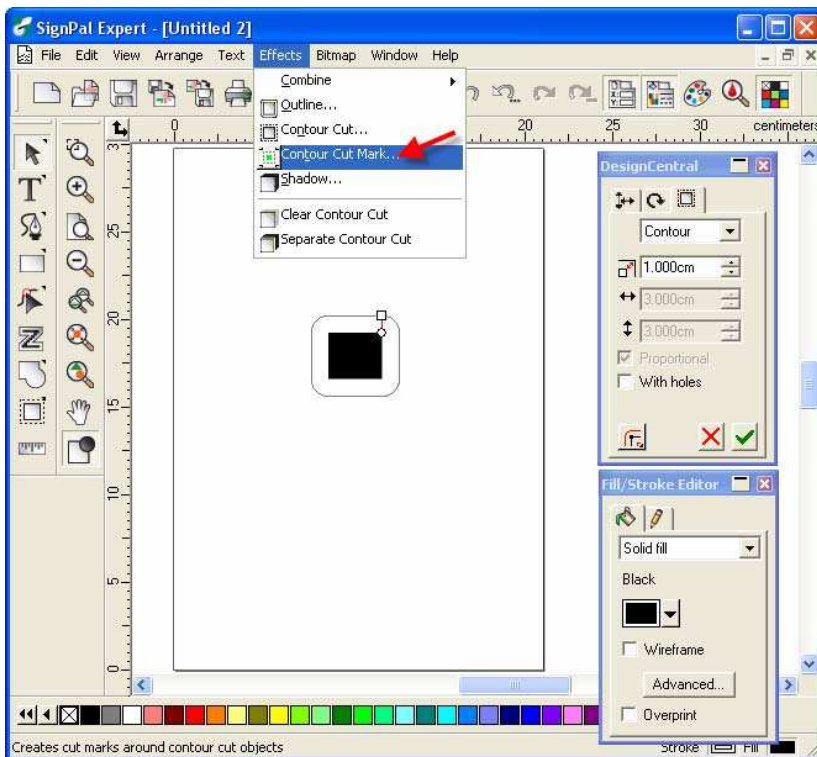 SignPal Expert - [Untitled 2]
File Edit View Arrange Text Effects Bitmap Window Help
Combine
Outline...
Contour Cut...
Contour Cut Mark...
Shadow...
Clear Contour Cut
Separate Contour Cut
0 20 25 30 centimeters
25
20
15
10
5
0
DesignCentral
Contour
1.000cm
3.000cm
3.000cm
Proportional
With holes
Fill/Stroke Editor
Solid fill
Black
Wireframe
Advanced...
Overprint
Creates cut marks around contour cut objects
Stroke Fill